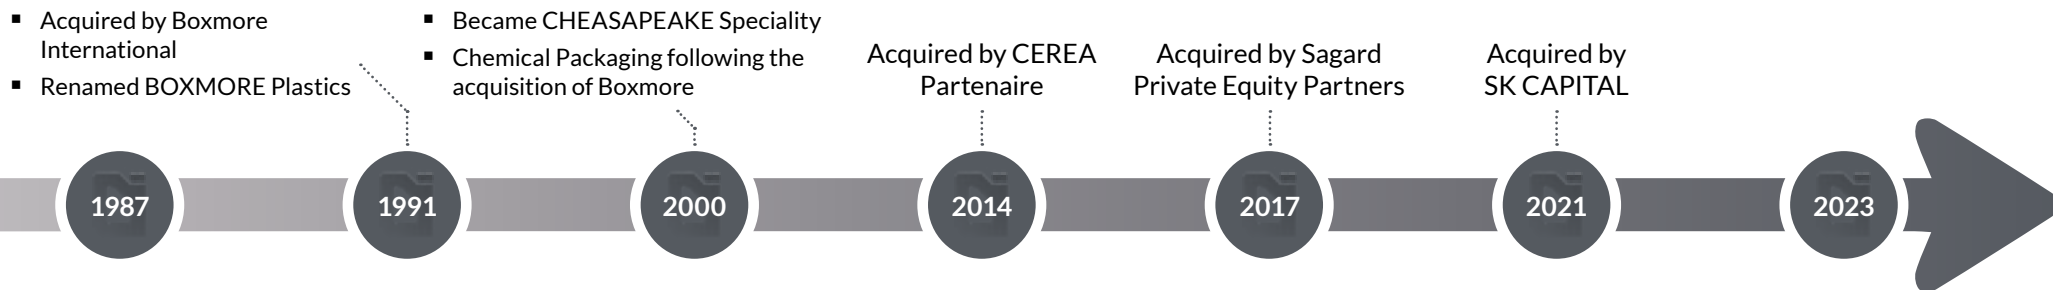 ▪ Acquired by Boxmore
International
▪ Renamed BOXMORE Plastics
▪ Became CHEASAPEAKE Speciality
▪ Chemical Packaging following the
acquisition of Boxmore
Acquired by CEREA
Partenaire
Acquired by Sagard
Private Equity Partners
Acquired by
SK CAPITAL
1987
1991
2000
2014
2017
2021
2023